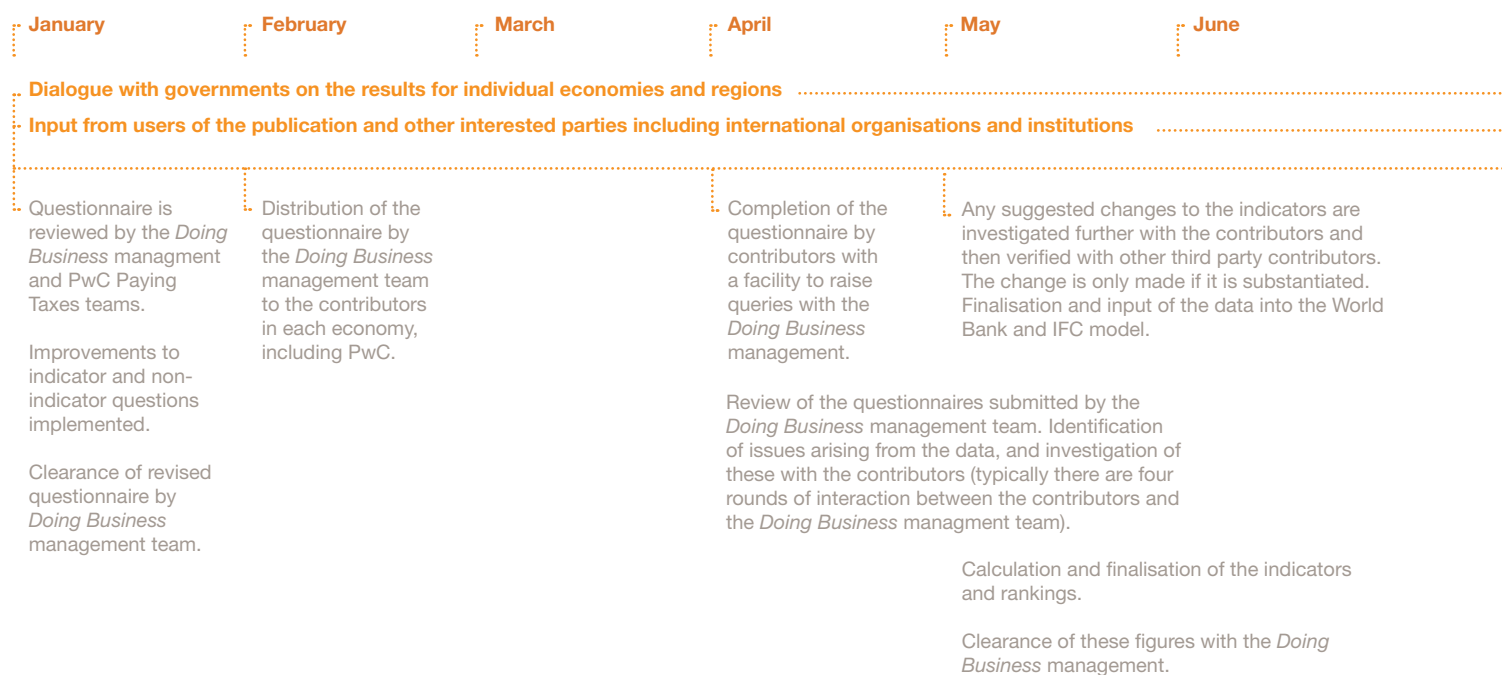 January
February
March
April
May
June
Dialogue with governments on the results for individual economies and regions
Input from users of the publication and other interested parties including international organisations and institutions
Questionnaire is
reviewed by the Doing
Business managment
and PwC Paying
Taxes teams.
Improvements to
indicator and non-
indicator questions
implemented.
Clearance of revised
questionnaire by
Doing Business
management team.
Distribution of the
questionnaire by
the Doing Business
management team
to the contributors
in each economy,
including PwC.
Completion of the
questionnaire by
contributors with
a facility to raise
queries with the
Doing Business
management.
Review of the questionnaires submitted by the
Doing Business management team. Identification
of issues arising from the data, and investigation of
these with the contributors (typically there are four
rounds of interaction between the contributors and
the Doing Business managment team).
Any suggested changes to the indicators are
investigated further with the contributors and
then verified with other third party contributors.
The change is only made if it is substantiated.
Finalisation and input of the data into the World
Bank and IFC model.
Calculation and finalisation of the indicators
and rankings.
Clearance of these figures with the Doing
Business management.